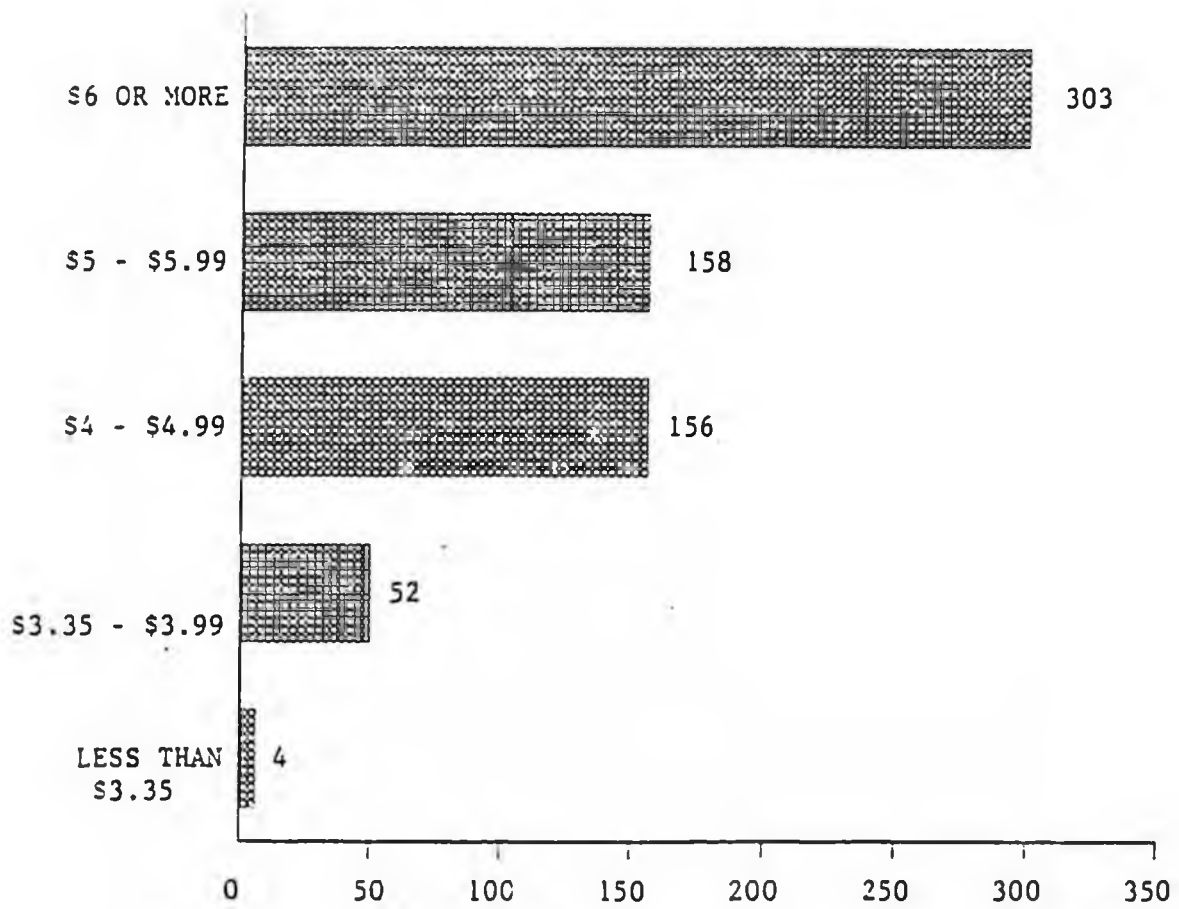 $6 OR MORE 303
$5 - $5.99 158
$4 - $4.99 156
52
$3.35 - $3.99
LESS THAN 4
$3.35
0 50 100 150 200 250 300 350